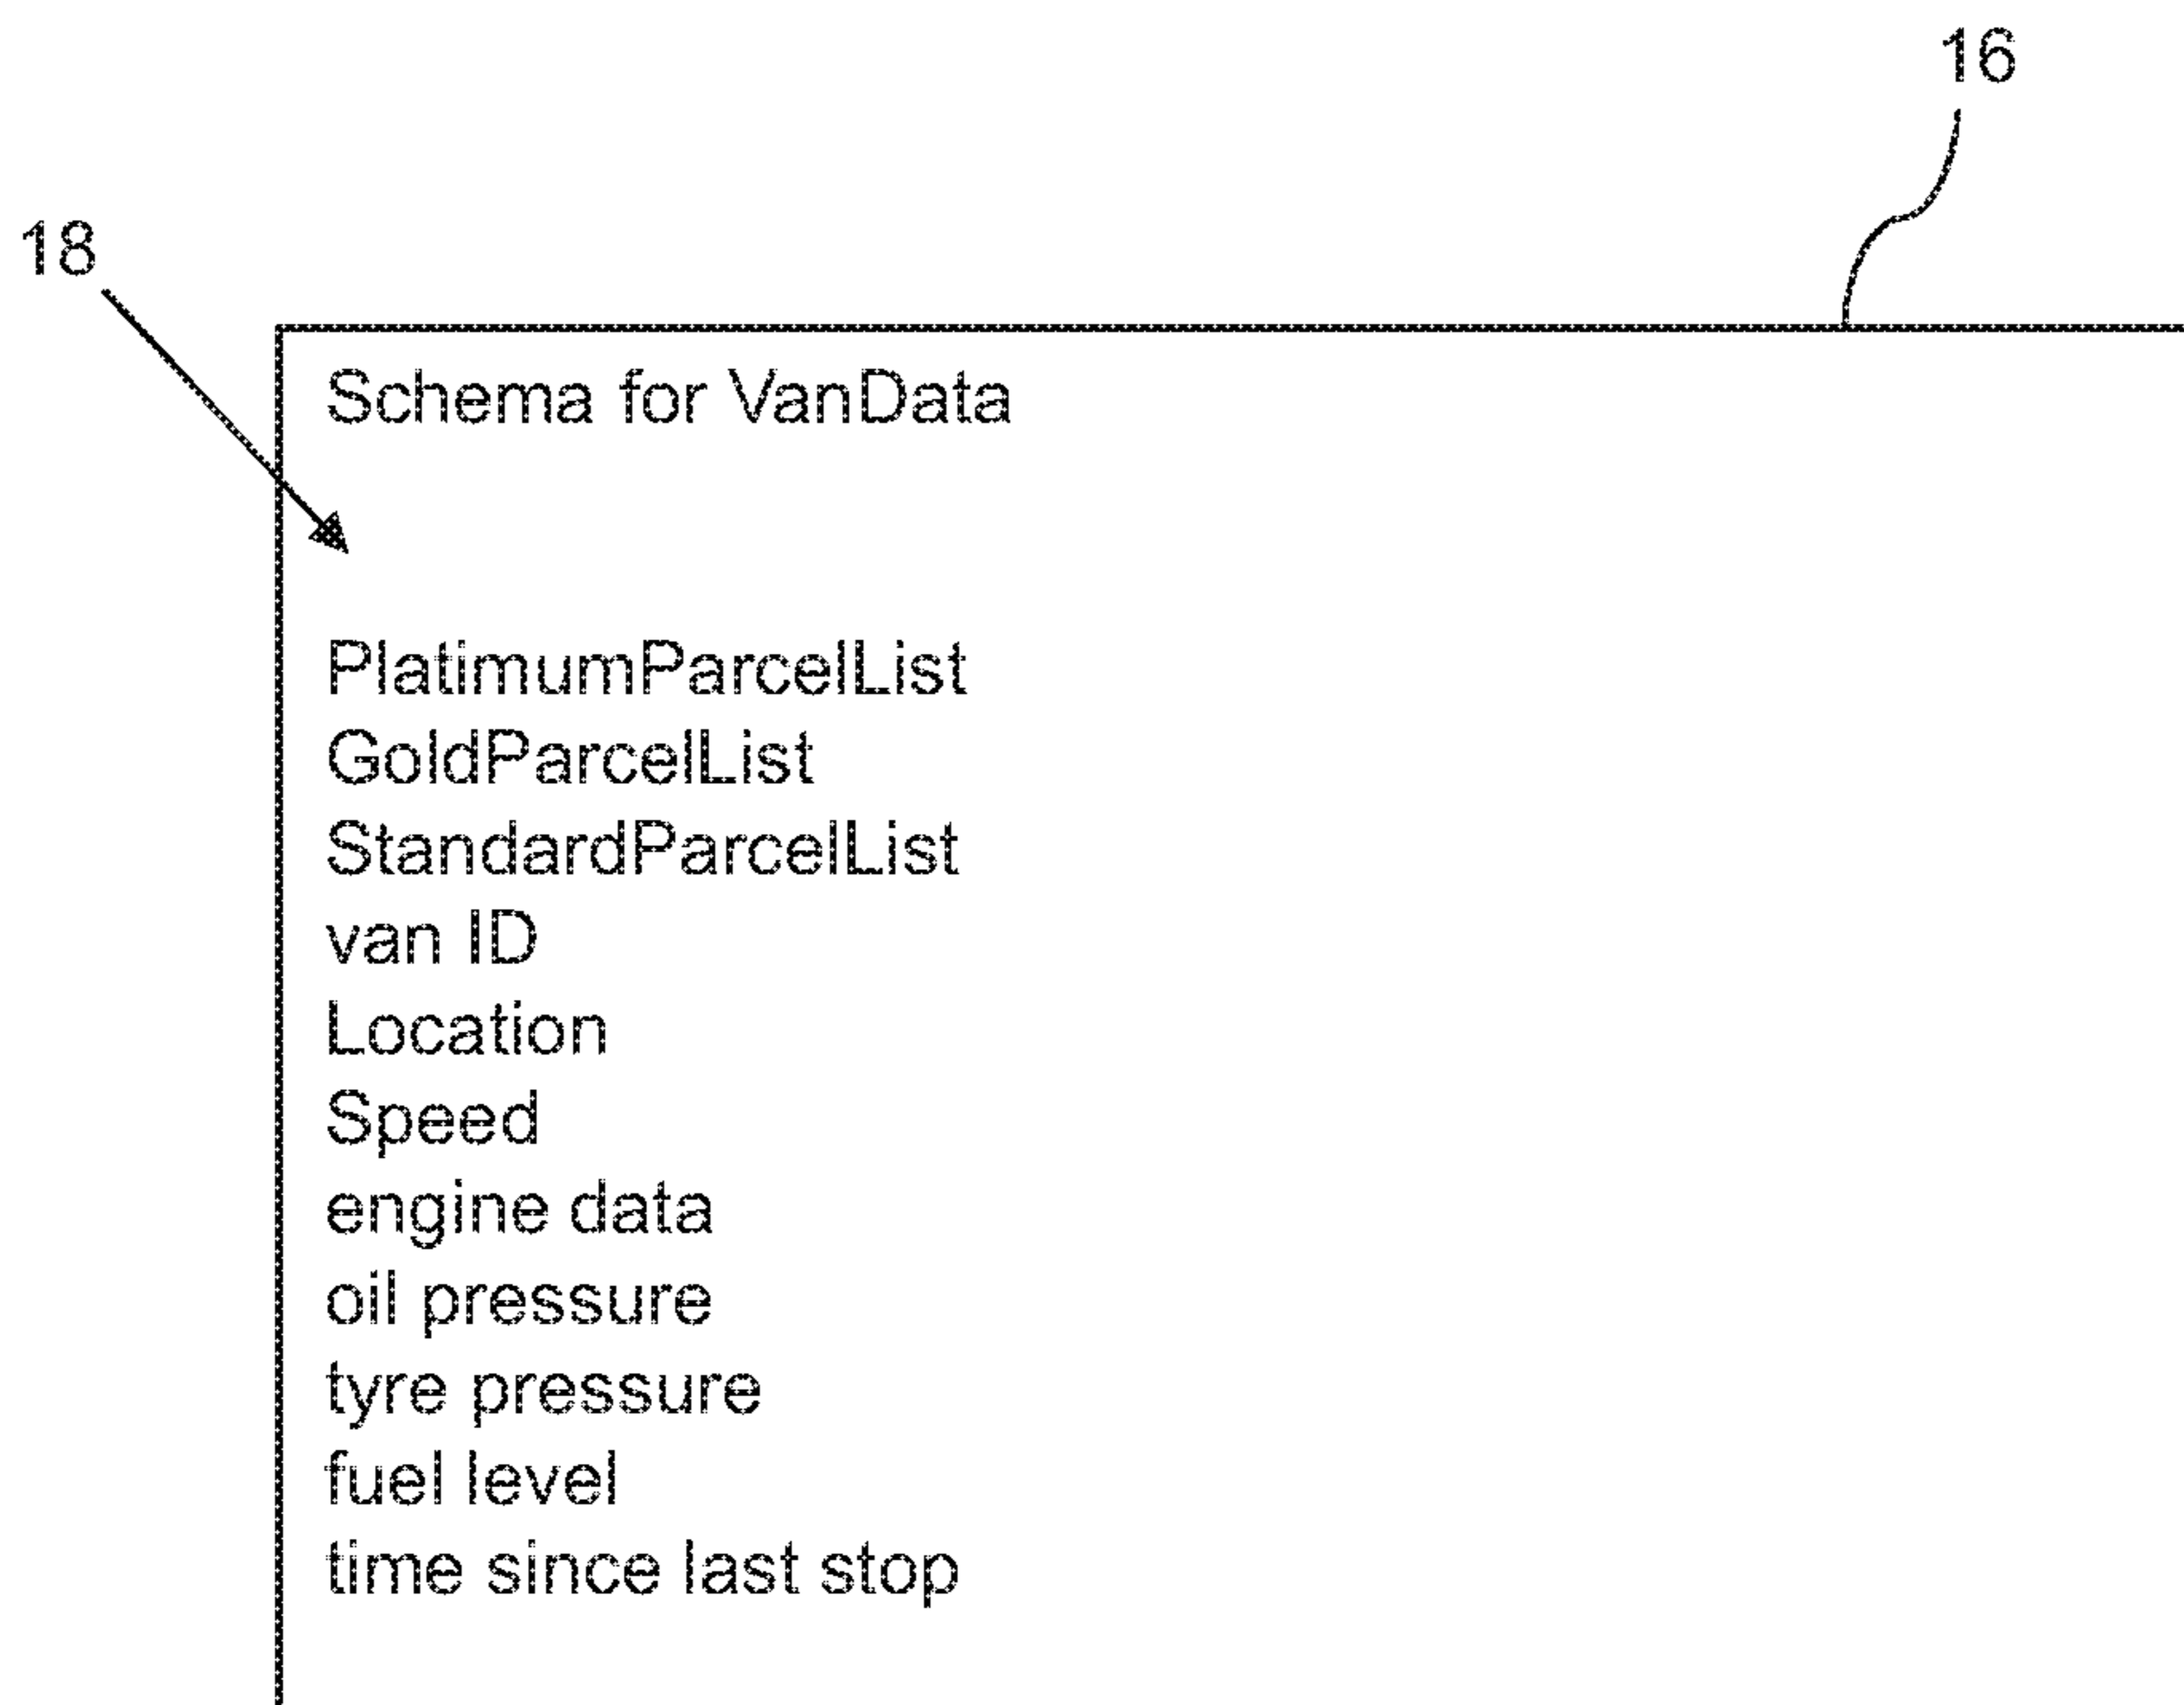 16
18
Schema for VanData
PlatimumParcelList
GoldParcelList
StandardParcelList
van ID
Location
Speed
engine data
oil pressure
tyre pressure
fuel level
time since last stop